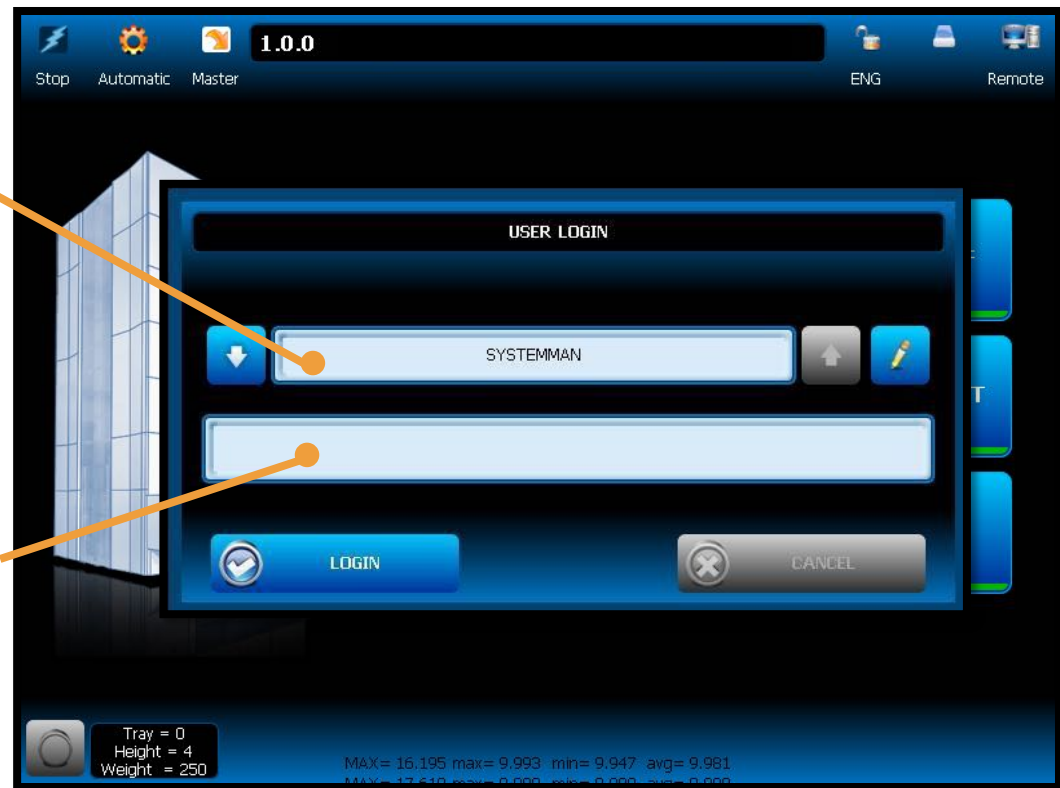 1.0.0
Stop Automatic Master ENG Remote
USER LOGIN
SYSTEMMAN
T
LOGIN CANCEL
Tray = 0
Height = 4
Weight = 250
MAX= 16.195 max= 9.993 min= 9.947 avg= 9.981